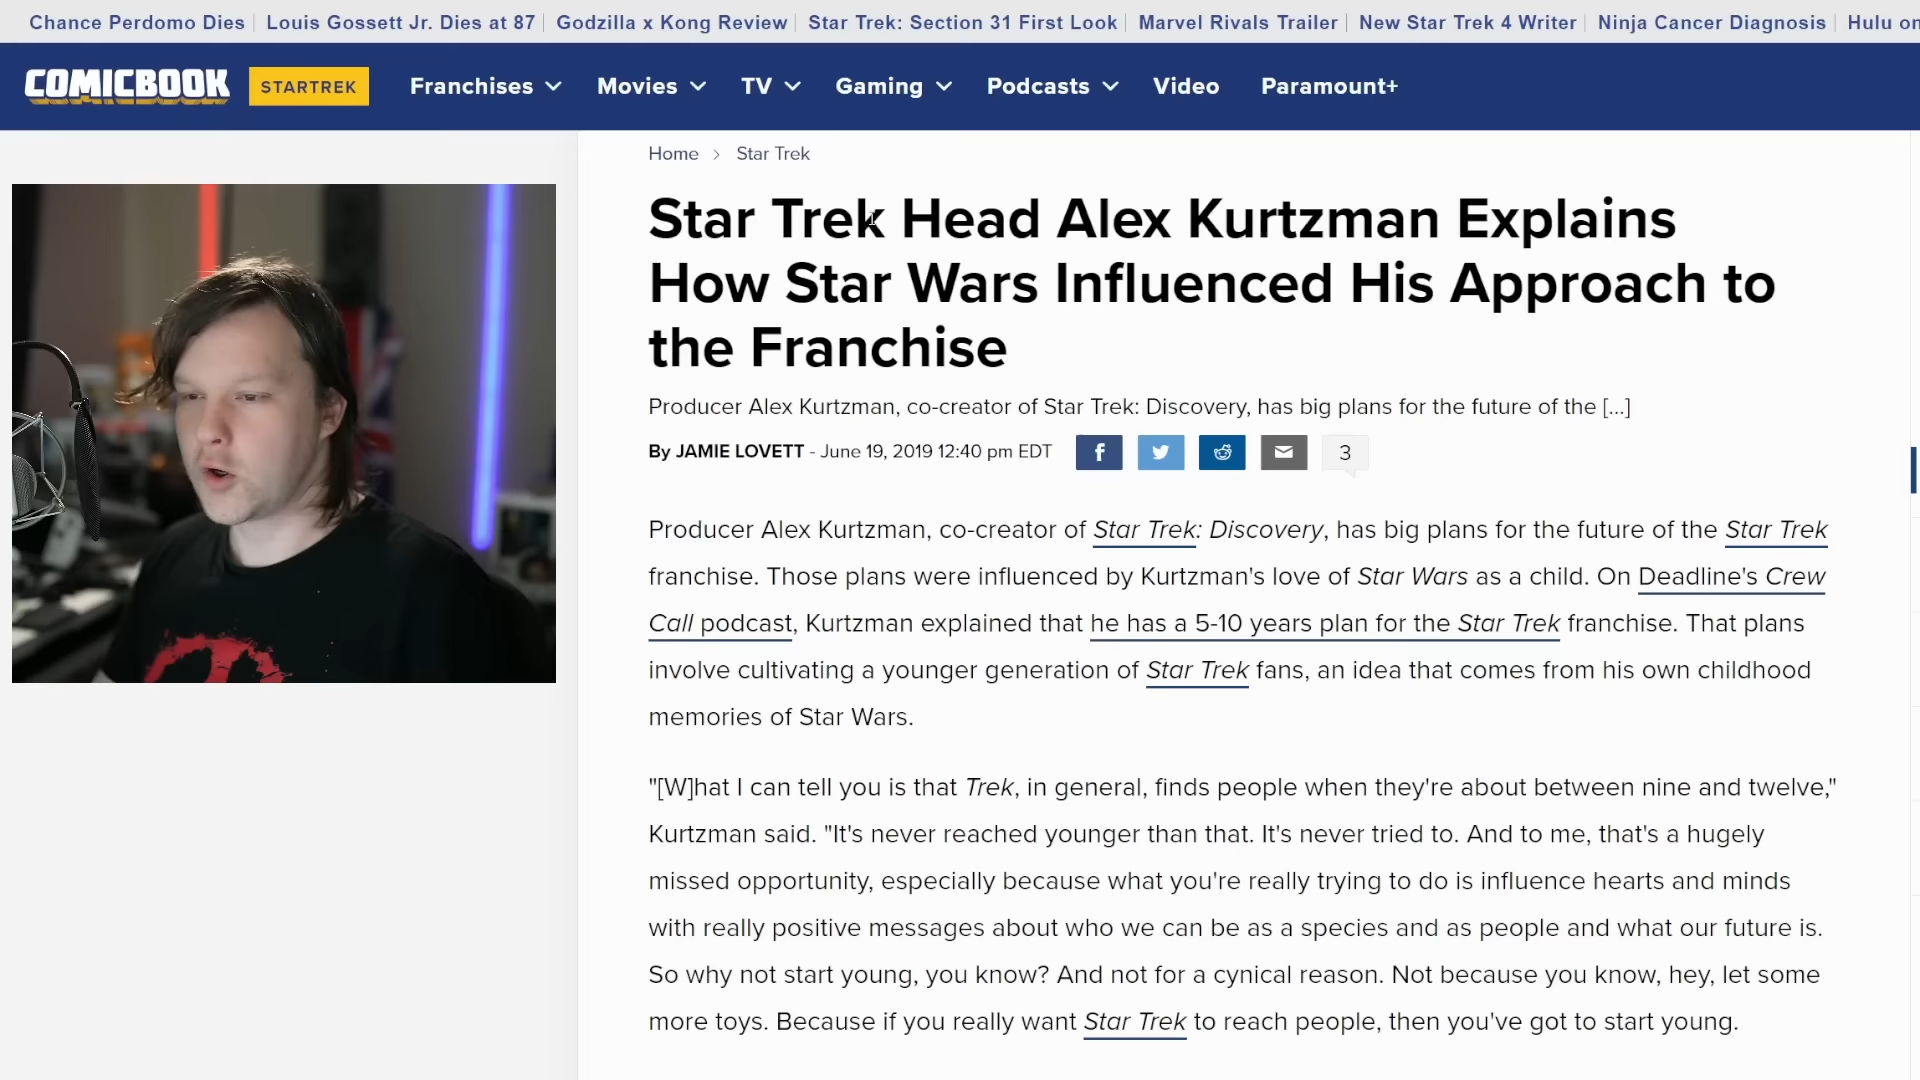 Chance Perdomo Dies Louis Gossett Jr. Dies at 87 Godzilla x Kong Review Star Trek: Section 31 First Look Marvel Rivals Trailer New Star Trek 4 Writer Ninja Cancer Diagnosis Hulu on
COMICBOOK STARTREK Franchises Movies TV Gaming Podcasts Video Paramount+
Home > Star Trek
Star Trek Head Alex Kurtzman Explains
How Star Wars Influenced His Approach to
the Franchise
Producer Alex Kurtzman, co-creator of Star Trek: Discovery, has big plans for the future of the [...]
By JAMIE LOVETT - June 19, 2019 12:40 pm EDT f 3
Producer Alex Kurtzman, co-creator of Star Trek: Discovery, has big plans for the future of the Star Trek
franchise. Those plans were influenced by Kurtzman's love of Star Wars as a child. On Deadline's Crew
Call podcast, Kurtzman explained that he has a 5-10 years plan for the Star Trek franchise. That plans
involve cultivating a younger generation of Star Trek fans, an idea that comes from his own childhood
memories of Star Wars.
"[W]hat I can tell you is that Trek, in general, finds people when they're about between nine and twelve,"
Kurtzman said. "It's never reached younger than that. It's never tried to. And to me, that's a hugely
missed opportunity, especially because what you're really trying to do is influence hearts and minds
with really positive messages about who we can be as a species and as people and what our future is.
So why not start young, you know? And not for a cynical reason. Not because you know, hey, let some
more toys. Because if you really want Star Trek to reach people, then you've got to start young.